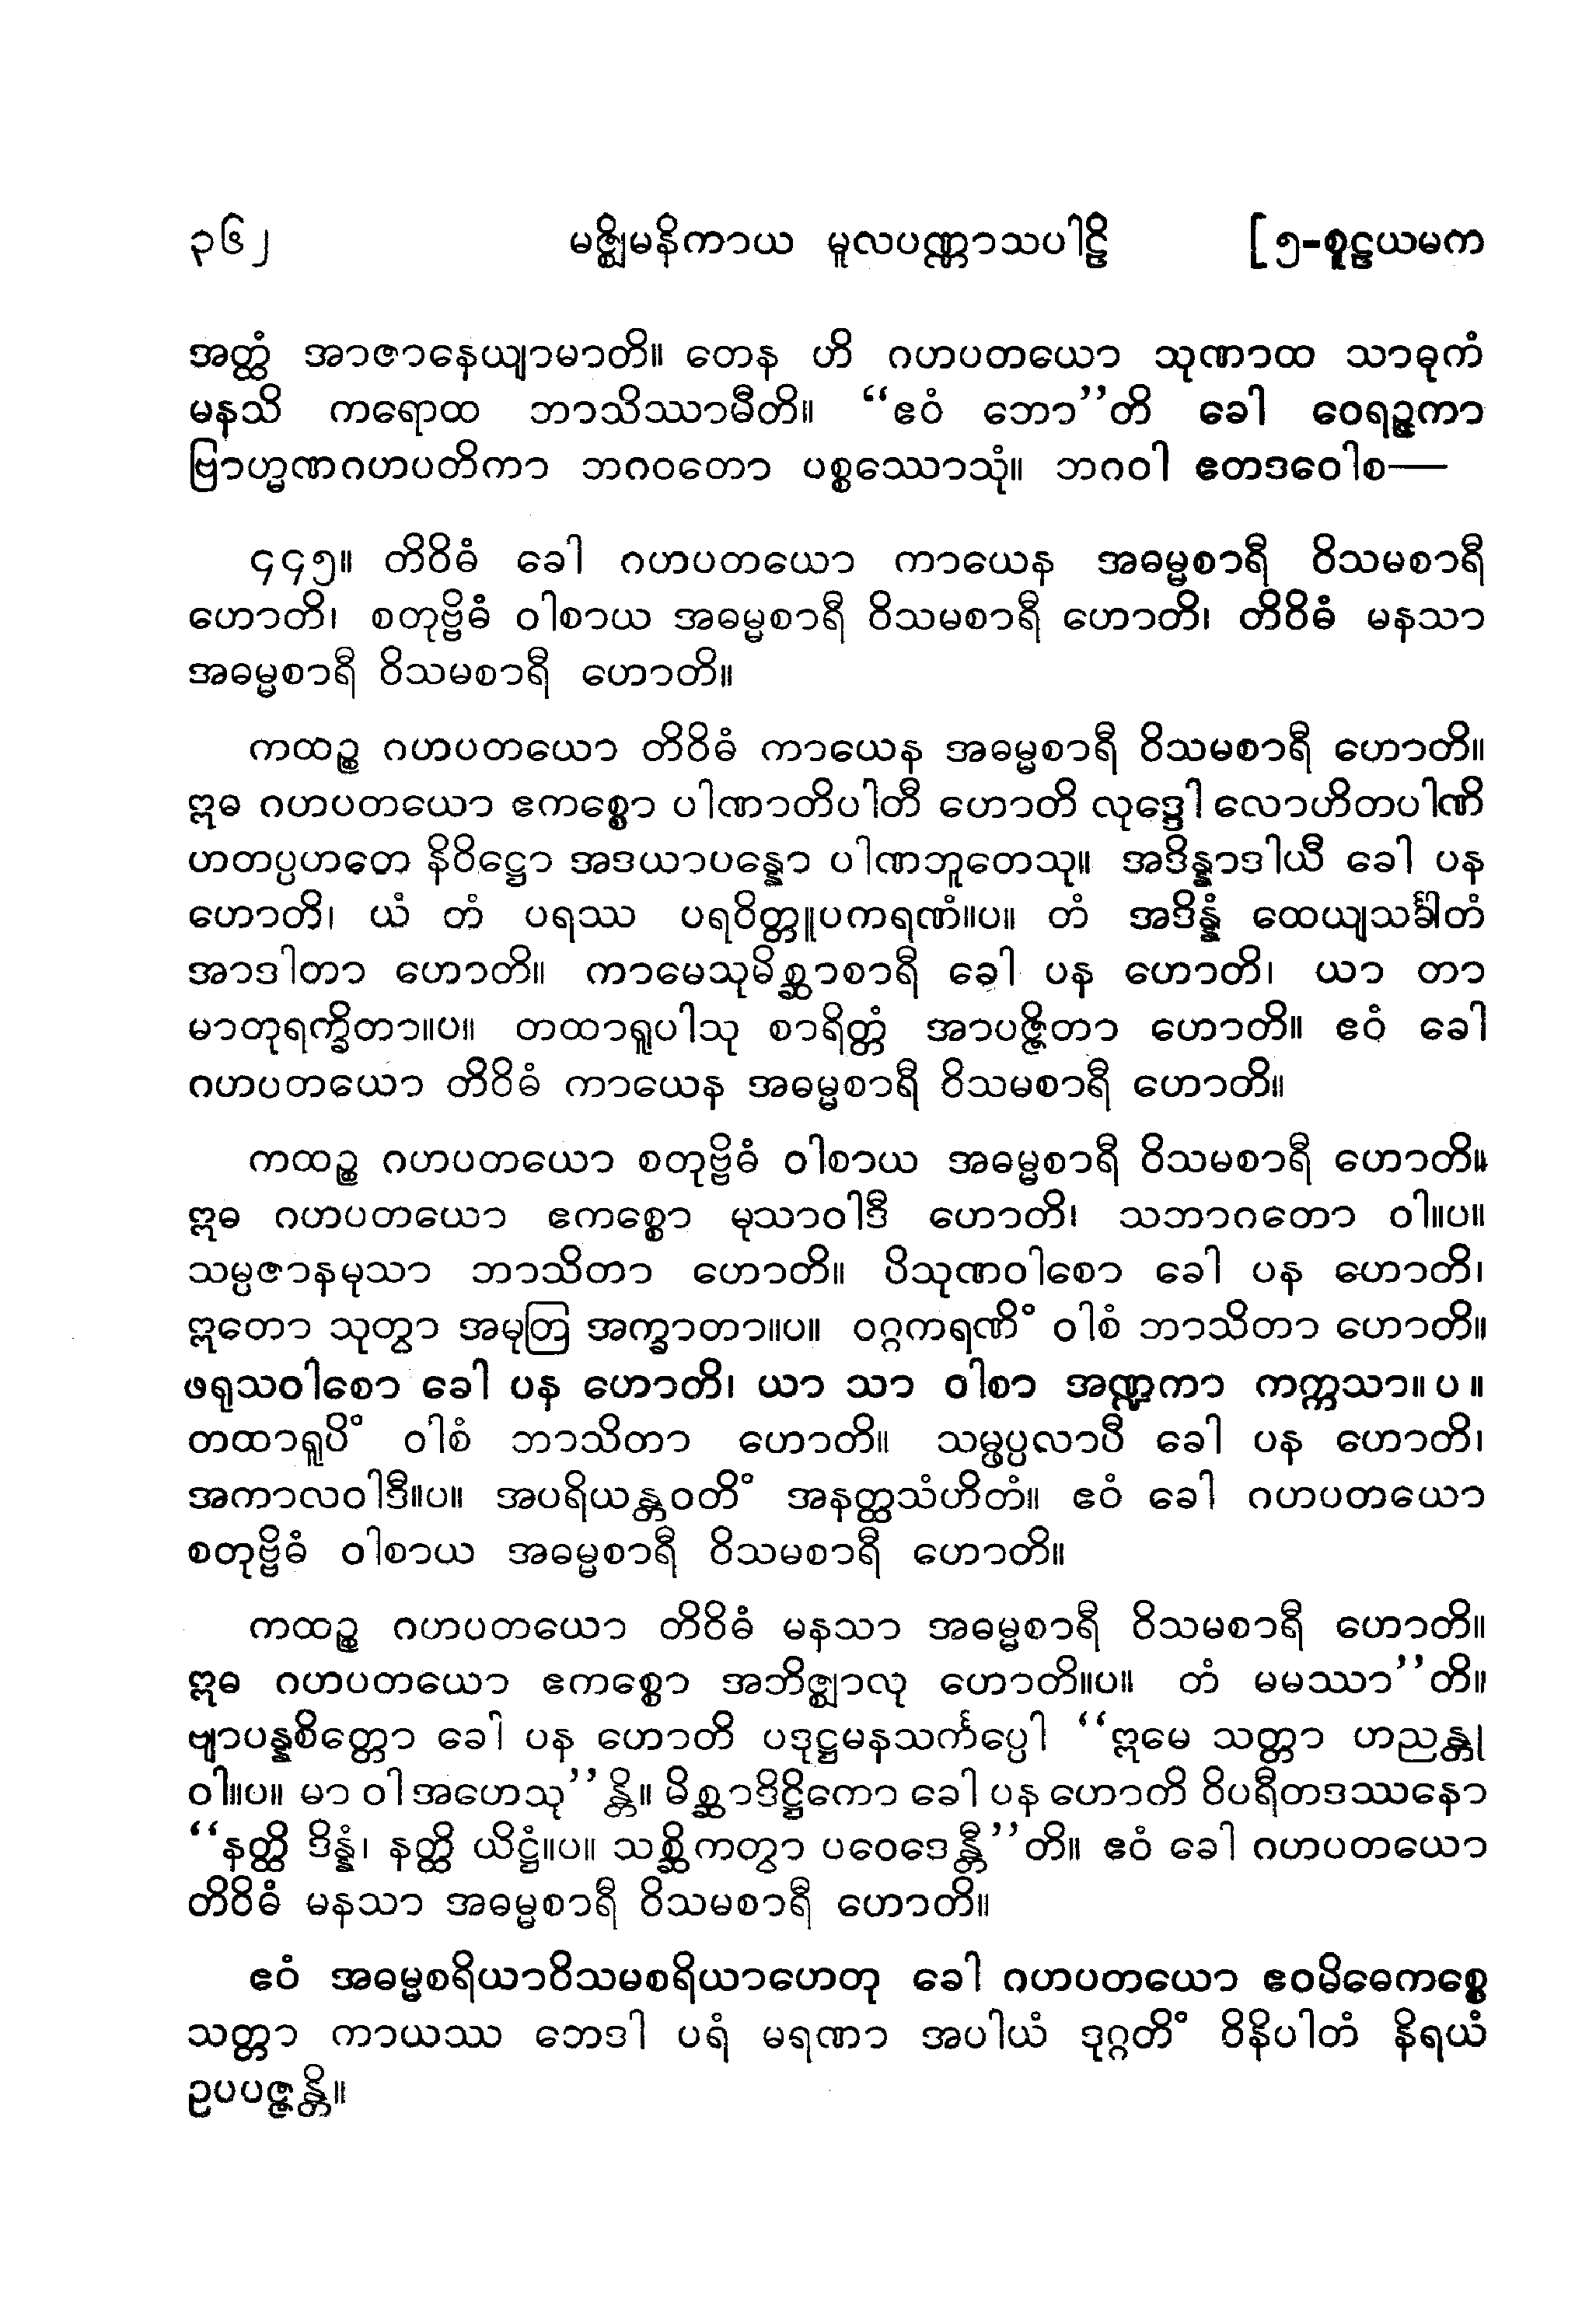 ၃၆၂ မဇ္ဈိမနိကာယ မူလပဏ္ဏာသပါဠိ [ ၅-စူဠယမက
အတ္ထံ အာဇာနေယျာမာတိ။ တေန ဟိ ဂဟပတယော သုဏာထ သာဓုကံ
မနသိ ကရောထ ဘာသိဿာမီတိ။ “ဧဝံ ဘော”တိ ခေါ ဝေရဉ္ဇကာ
ဗြာဟ္မဏဂဟပတိကာ ဘဂဝတော ပစ္စဿောသုံ။ ဘဂဝါ ဧတဒဝေါစ—
၄၄၅။ တိဝိဓံ ခေါ ဂဟပတယော ကာယေန အဓမ္မစာရီ ဝိသမစာရီ
ဟောတိ၊ စတုဗ္ဗိဓံ ဝါစာယ အဓမ္မစာရီ ဝိသမစာရီ ဟောတိ၊ တိဝိဓံ မနသာ
အဓမ္မစာရီ ဝိသမစာရီ ဟောတိ။
ကထဉ္စ ဂဟပတယော တိဝိဓံ ကာယေန အဓမ္မစာရီ ဝိသမစာရီ ဟောတိ။
ဣဓ ဂဟပတယော ဧကစ္စော ပါဏာတိပါတီ ဟောတိ လုဒ္ဒေါ လောဟိတပါဏိ
ဟတပ္ပဟတေ နိဝိဋ္ဌော အဒယာပန္နော ပါဏဘူတေသု။ အဒိန္နာဒါယီ ခေါ ပန
ဟောတိ၊ ယံ တံ ပရဿ ပရဝိတ္တူပကရဏံ။ပ။ တံ အဒိန္နံ ထေယျသင်္ခါတံ
အာဒါတာ ဟောတိ။ ကာမေသုမိစ္ဆာစာရီ ခေါ ပန ဟောတိ၊ ယာ တာ
မာတုရက္ခိတာ။ပ။ တထာရူပါသု စာရိတ္တံ အာပဇ္ဇိတာ ဟောတိ။ ဧဝံ ခေါ
ဂဟပတယော တိဝိဓံ ကာယေန အဓမ္မစာရီ ဝိသမစာရီ ဟောတိ။
ကထဉ္စ ဂဟပတယော စတုဗ္ဗိဓံ ဝါစာယ အဓမ္မစာရီ ဝိသမစာရီ ဟောတိ။
ဣဓ ဂဟပတယော ဧကစ္စော မုသာဝါဒီ ဟောတိ၊ သဘာဂတော ဝါ။ပ။
သမ္ပဇာနမုသာ ဘာသိတာ ဟောတိ။ ပိသုဏဝါစော ခေါ ပန ဟောတိ၊
ဣတော သုတွာ အမုတြ အက္ခာတာ။ပ။ ဝဂ္ဂကရဏိံ ဝါစံ ဘာသိတာ ဟောတိ။
ဖရုသဝါစော ခေါ ပန ဟောတိ၊ ယာ သာ ဝါစာ အဏ္ဍကာ ကက္ကသာ။ ပ ။
တထာရူပိံ ဝါစံ ဘာသိတာ ဟောတိ။ သမ္ဖပ္ပလာပီ ခေါ ပန ဟောတိ၊
အကာလဝါဒီ။ပ။ အပရိယန္တဝတိံ အနတ္ထသံဟိတံ။ ဧဝံ ခေါ ဂဟပတယော
စတုဗ္ဗိဓံ ဝါစာယ အဓမ္မစာရီ ဝိသမစာရီ ဟောတိ။
ကထဉ္စ ဂဟပတယော တိဝိဓံ မနသာ အဓမ္မစာရီ ဝိသမစာရီ ဟောတိ။
ဣဓ ဂဟပတယော ဧကစ္စော အဘိဇ္ဈာလု ဟောတိ။ပ။ တံ မမဿာ”တိ။
ဗျာပန္နစိတ္တော ခေါ ပန ဟောတိ ပဒုဋ္ဌမနသင်္ကပ္ပေါ “ဣမေ သတ္တာ ဟညန္တု
ဝါ။ပ။ မာ ဝါ အဟေသု”န္တိ။ မိစ္ဆာဒိဋ္ဌိကော ခေါ ပန ဟောတိ ဝိပရီတဒဿနော
“နတ္ထိ ဒိန္နံ၊ နတ္ထိ ယိဋ္ဌံ။ပ။ သစ္ဆိကတွာ ပဝေဒေန္တီ”တိ။ ဧဝံ ခေါ ဂဟပတယော
တိဝိဓံ မနသာ အဓမ္မစာရီ ဝိသမစာရီ ဟောတိ။
ဧဝံ အဓမ္မစရိယာဝိသမစရိယာဟေတု ခေါ ဂဟပတယော ဧဝမိဓေကစ္စေ
သတ္တာ ကာယဿ ဘေဒါ ပရံ မရဏာ အပါယံ ဒုဂ္ဂတိံ ဝိနိပါတံ နိရယံ
ဥပပဇ္ဇန္တိ။